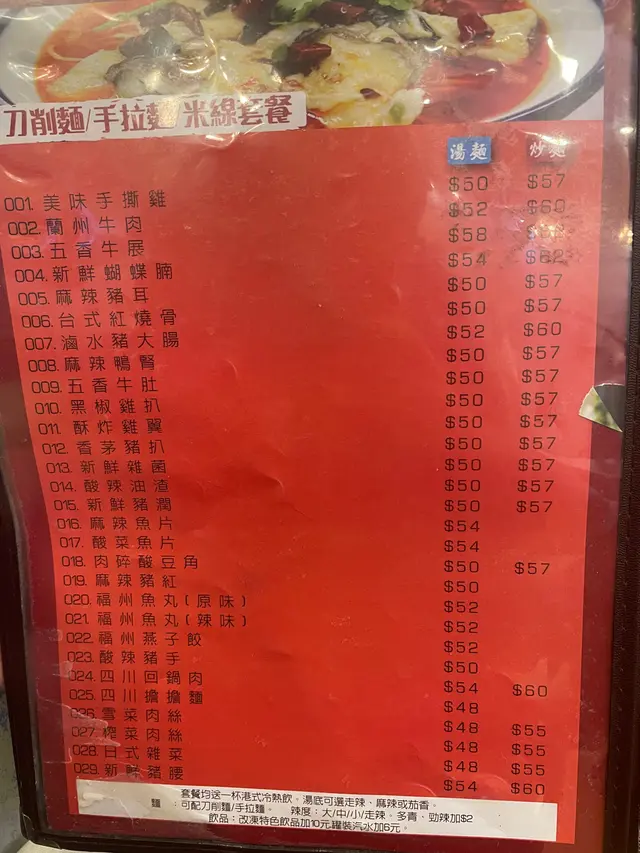 刀削麵/手拉麵 米線套餐
湯麵 炒麵
001. 美味手撕雞 $50 $57
002. 蘭州牛肉 $52 $60
003. 五香牛展 $58
004. 新鮮蝴蝶腩 $54 $62
005. 麻辣豬耳 $50 $57
006. 台式紅燒骨 $50 $57
007. 滷水豬大腸 $52 $60
008. 麻辣鴨腎 $50 $57
009. 五香牛肚 $50 $57
010. 黑椒雞扒 $50 $57
011. 酥炸雞翼 $50 $57
012. 香茅豬扒 $50 $57
013. 新鮮雜菌 $50 $57
014. 酸辣油渣 $50 $57
015. 新鮮豬潤 $50 $57
016. 麻辣魚片 $54
017. 酸菜魚片 $54
018. 肉碎酸豆角 $50 $57
019. 麻辣豬紅 $50
020. 福州魚丸(原味) $52
021. 福州魚丸(辣味) $52
022. 福州燕子餃 $52
023. 酸辣豬手 $50
024. 四川回鍋肉 $54 $60
025. 四川擔擔麵 $48
026. 雪菜肉絲 $48 $55
027. 榨菜肉絲 $48 $55
028. 日式雜菜 $48 $55
029. 新鮮豬腰 $54 $60
套餐均送一杯港式冷熱飲。湯底可選走辣、麻辣或茄香。
麵 :可配刀削麵/手拉麵。 辣度:大/中/小/走辣。多青,勁辣加$2
飲品:改凍特色飲品加10元罐裝汽水加6元。